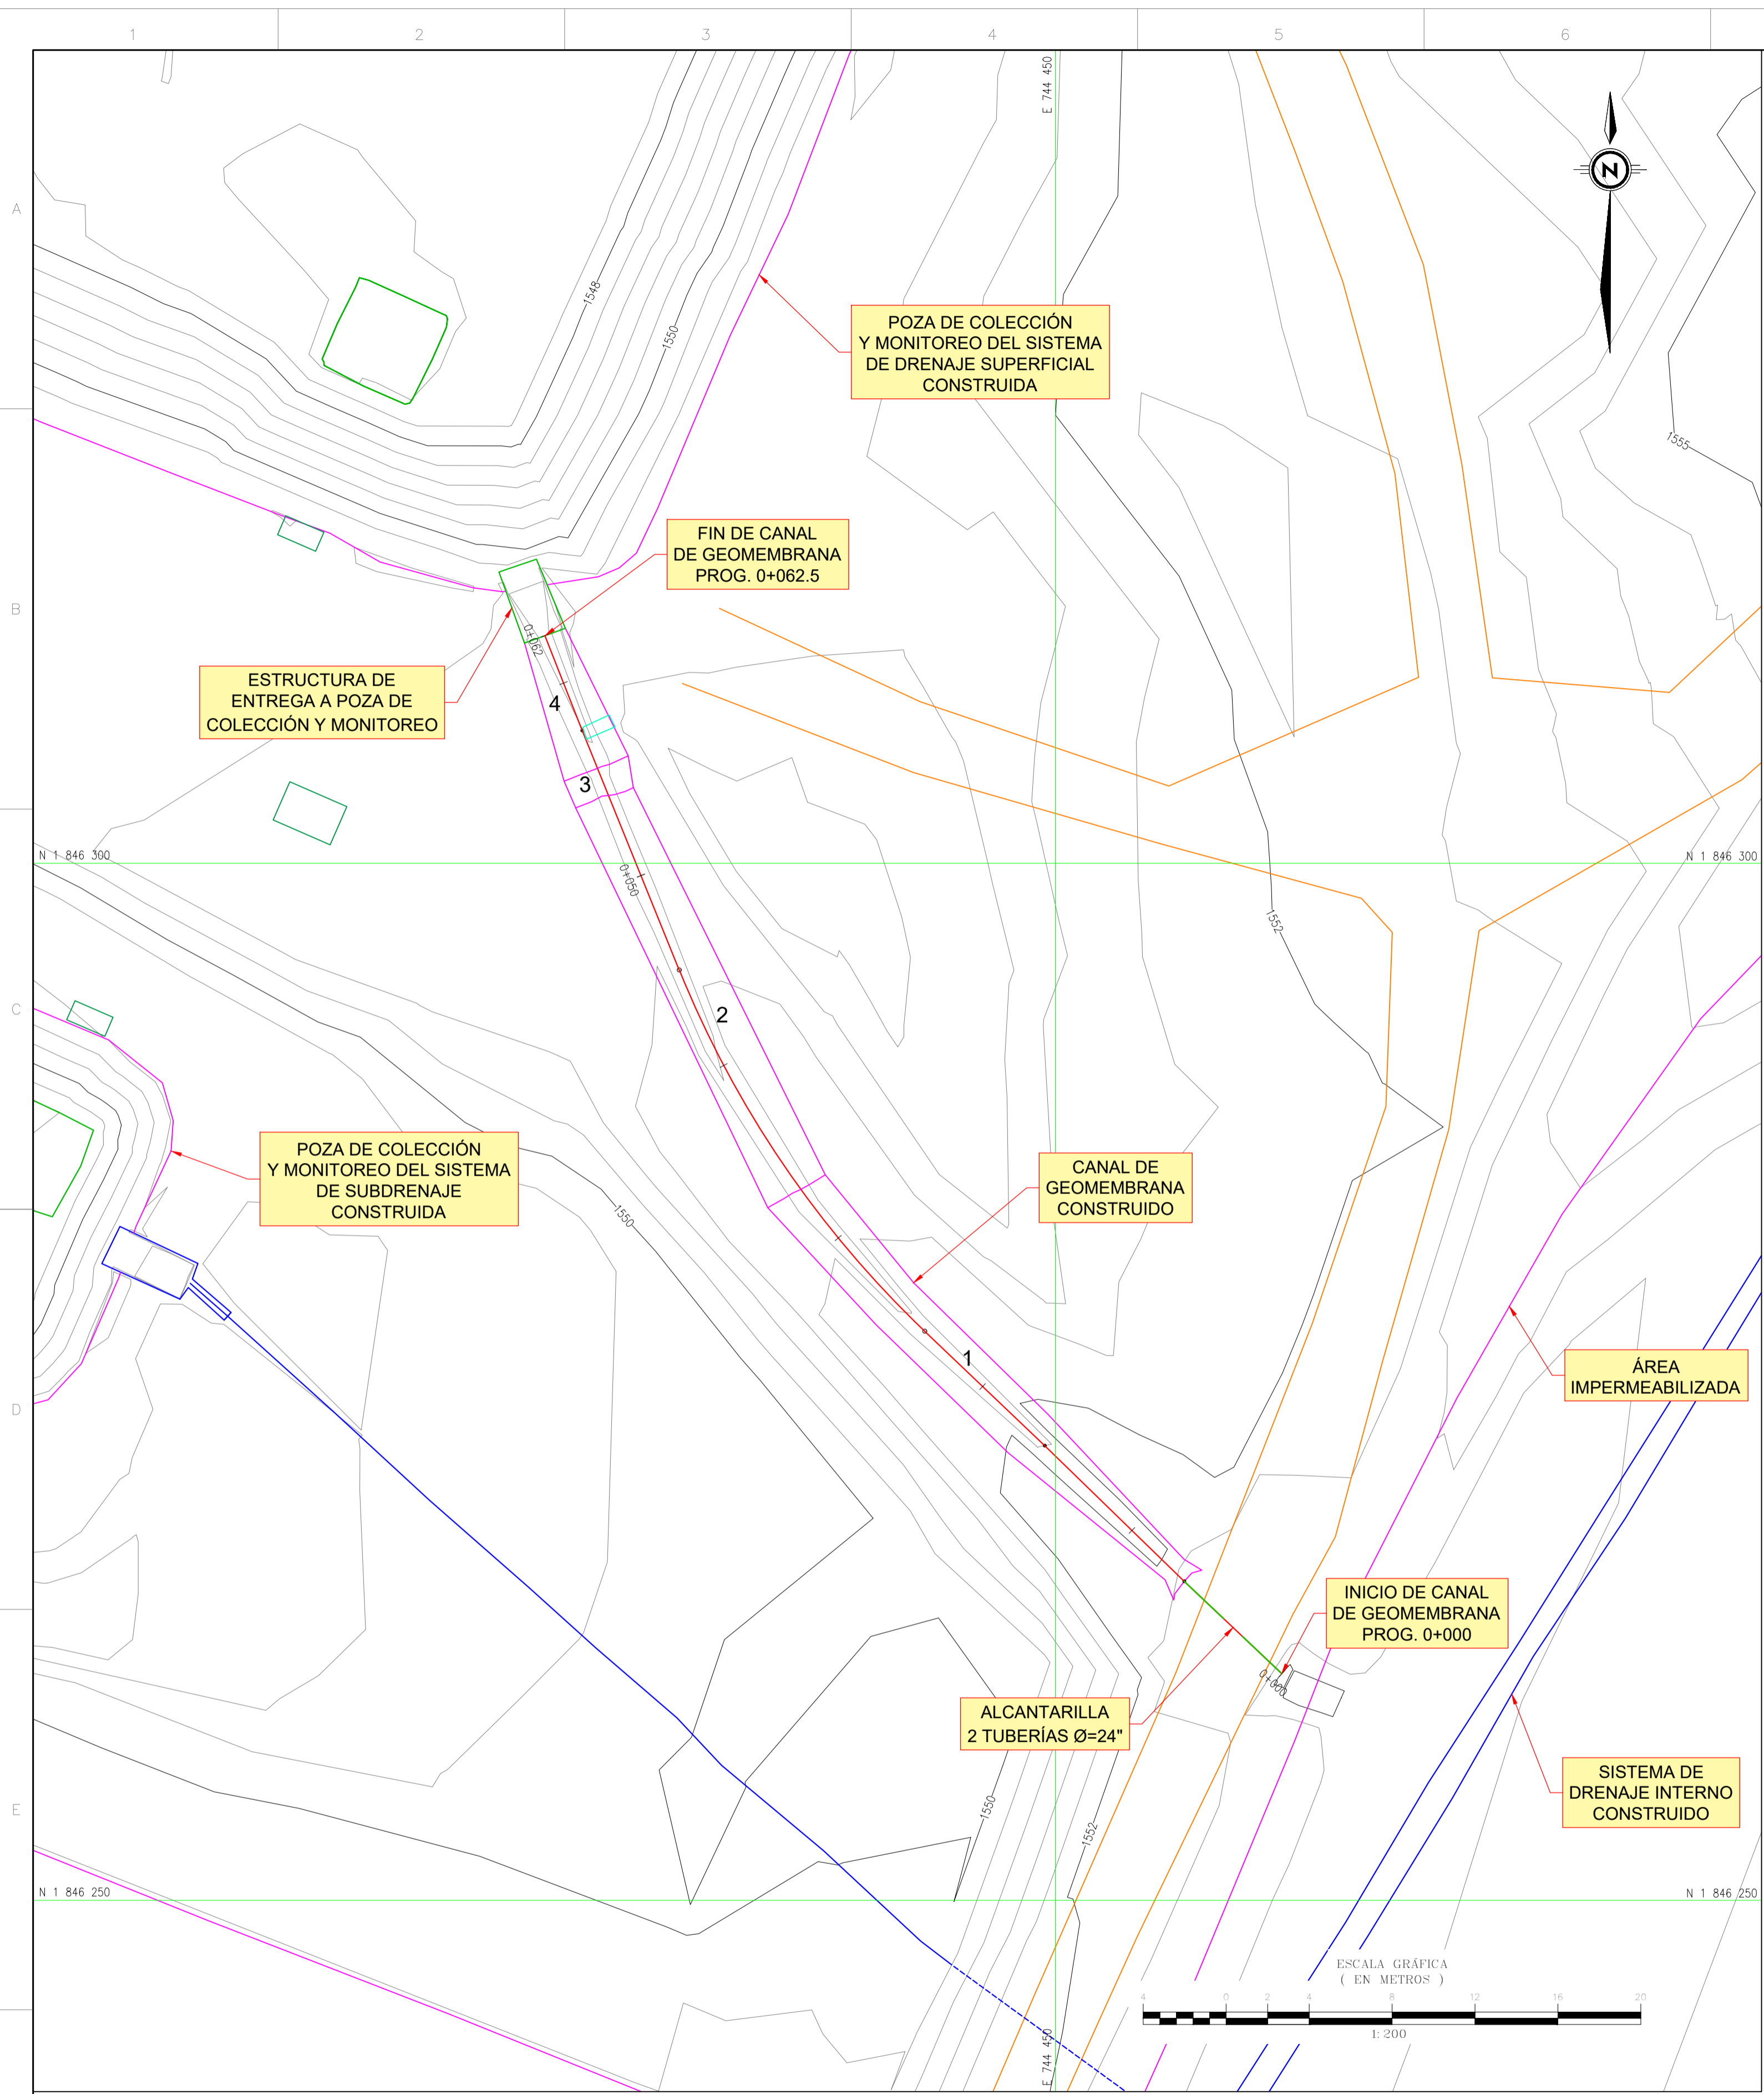 1
2
3
4
5
6
A
B
C
D
E
E 744 450
N
1548
1550
POZA DE COLECCIÓN
Y MONITOREO DEL SISTEMA
DE DRENAJE SUPERFICIAL
CONSTRUIDA
1555
FIN DE CANAL
DE GEOMEMBRANA
PROG. 0+062.5
0+062
ESTRUCTURA DE
ENTREGA A POZA DE
COLECCIÓN Y MONITOREO
4
3
N 1 846 300
N 1 846 300
0+050
1552
2
POZA DE COLECCIÓN
Y MONITOREO DEL SISTEMA
DE SUBDRENAJE
CONSTRUIDA
CANAL DE
GEOMEMBRANA
CONSTRUIDO
1550
1
ÁREA
IMPERMEABILIZADA
INICIO DE CANAL
DE GEOMEMBRANA
PROG. 0+000
0+000
ALCANTARILLA
2 TUBERÍAS Ø=24"
SISTEMA DE
DRENAJE INTERNO
CONSTRUIDO
1550
1552
N 1 846 250
N 1 846 250
ESCALA GRÁFICA
( EN METROS )
4 0 2 4 8 12 16 20
1:200
E 744 450